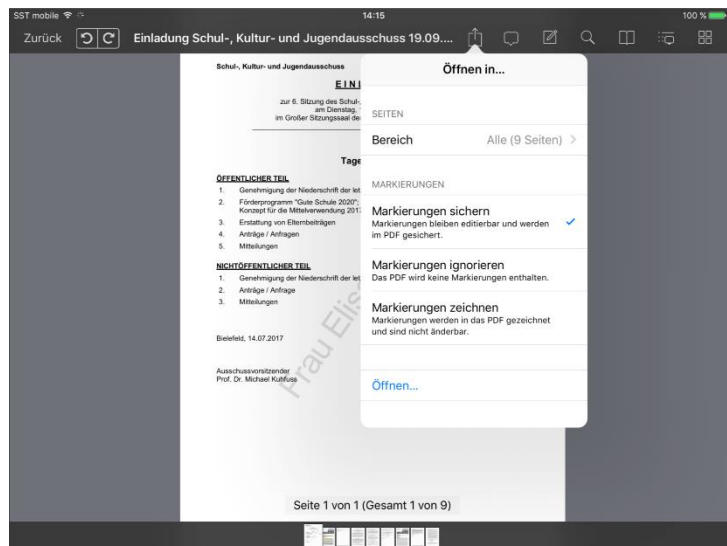 SST mobile 14:15 100 %
Zurück Einladung Schul-, Kultur- und Jugendausschuss 19.09....
Schul-, Kultur- und Jugendausschuss
zur 6. Sitzung des Schul-,
am Dienstag,
im Großer Sitzungssaal de
Tage
ÖFFENTLICHER TEIL
1. Genehmigung der Niederschrift der let
2. Förderprogramm "Gute Schule 2020";
Konzept für die Mittelverwendung 201
3. Erstattung von Elternbeiträgen
4. Anträge / Anfragen
5. Mitteilungen
NICHTÖFFENTLICHER TEIL
1. Genehmigung der Niederschrift der let
2. Anträge / Anfrage
3. Mitteilungen
Bielefeld, 14.07.2017
Ausschussvorsitzender
Prof. Dr. Michael Kuhfuss
Frau Elis
Öffnen in...
SEITEN
Bereich Alle (9 Seiten)
MARKIERUNGEN
Markierungen sichern
Markierungen bleiben editierbar und werden
im PDF gesichert.
Markierungen ignorieren
Das PDF wird keine Markierungen enthalten.
Markierungen zeichnen
Markierungen werden in das PDF gezeichnet
und sind nicht änderbar.
Öffnen...
Seite 1 von 1 (Gesamt 1 von 9)